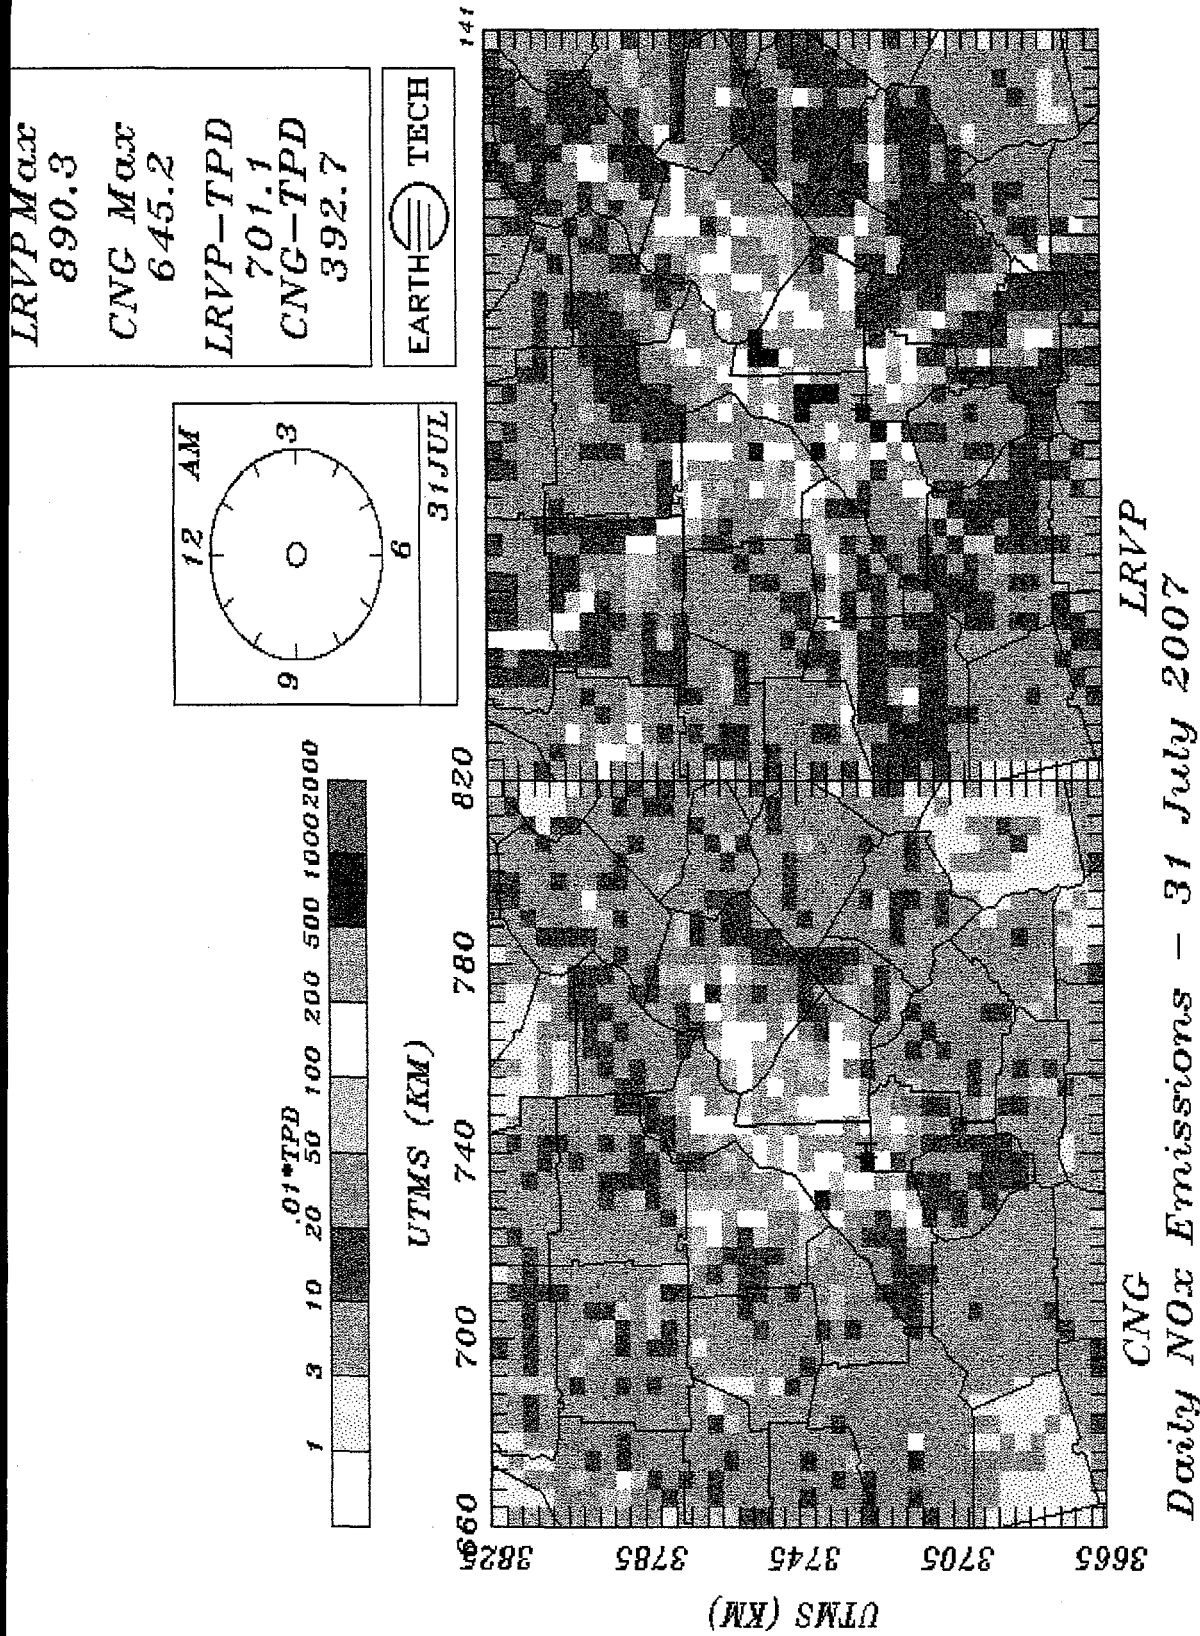 LRVP Max
890.3
CNG Max
645.2
LRVP-TPD
701.1
CNG-TPD
392.7
EARTH TECH
12 AM
3
6
9
31JUL
.01*TPD
1 3 10 20 50 100 200 500 1000 2000
UTMS (KM)
660 700 740 780 820 141
3825
3785
3745
3705
3665
UTMS (KM)
CNG LRVP
Daily NOx Emissions - 31 July 2007